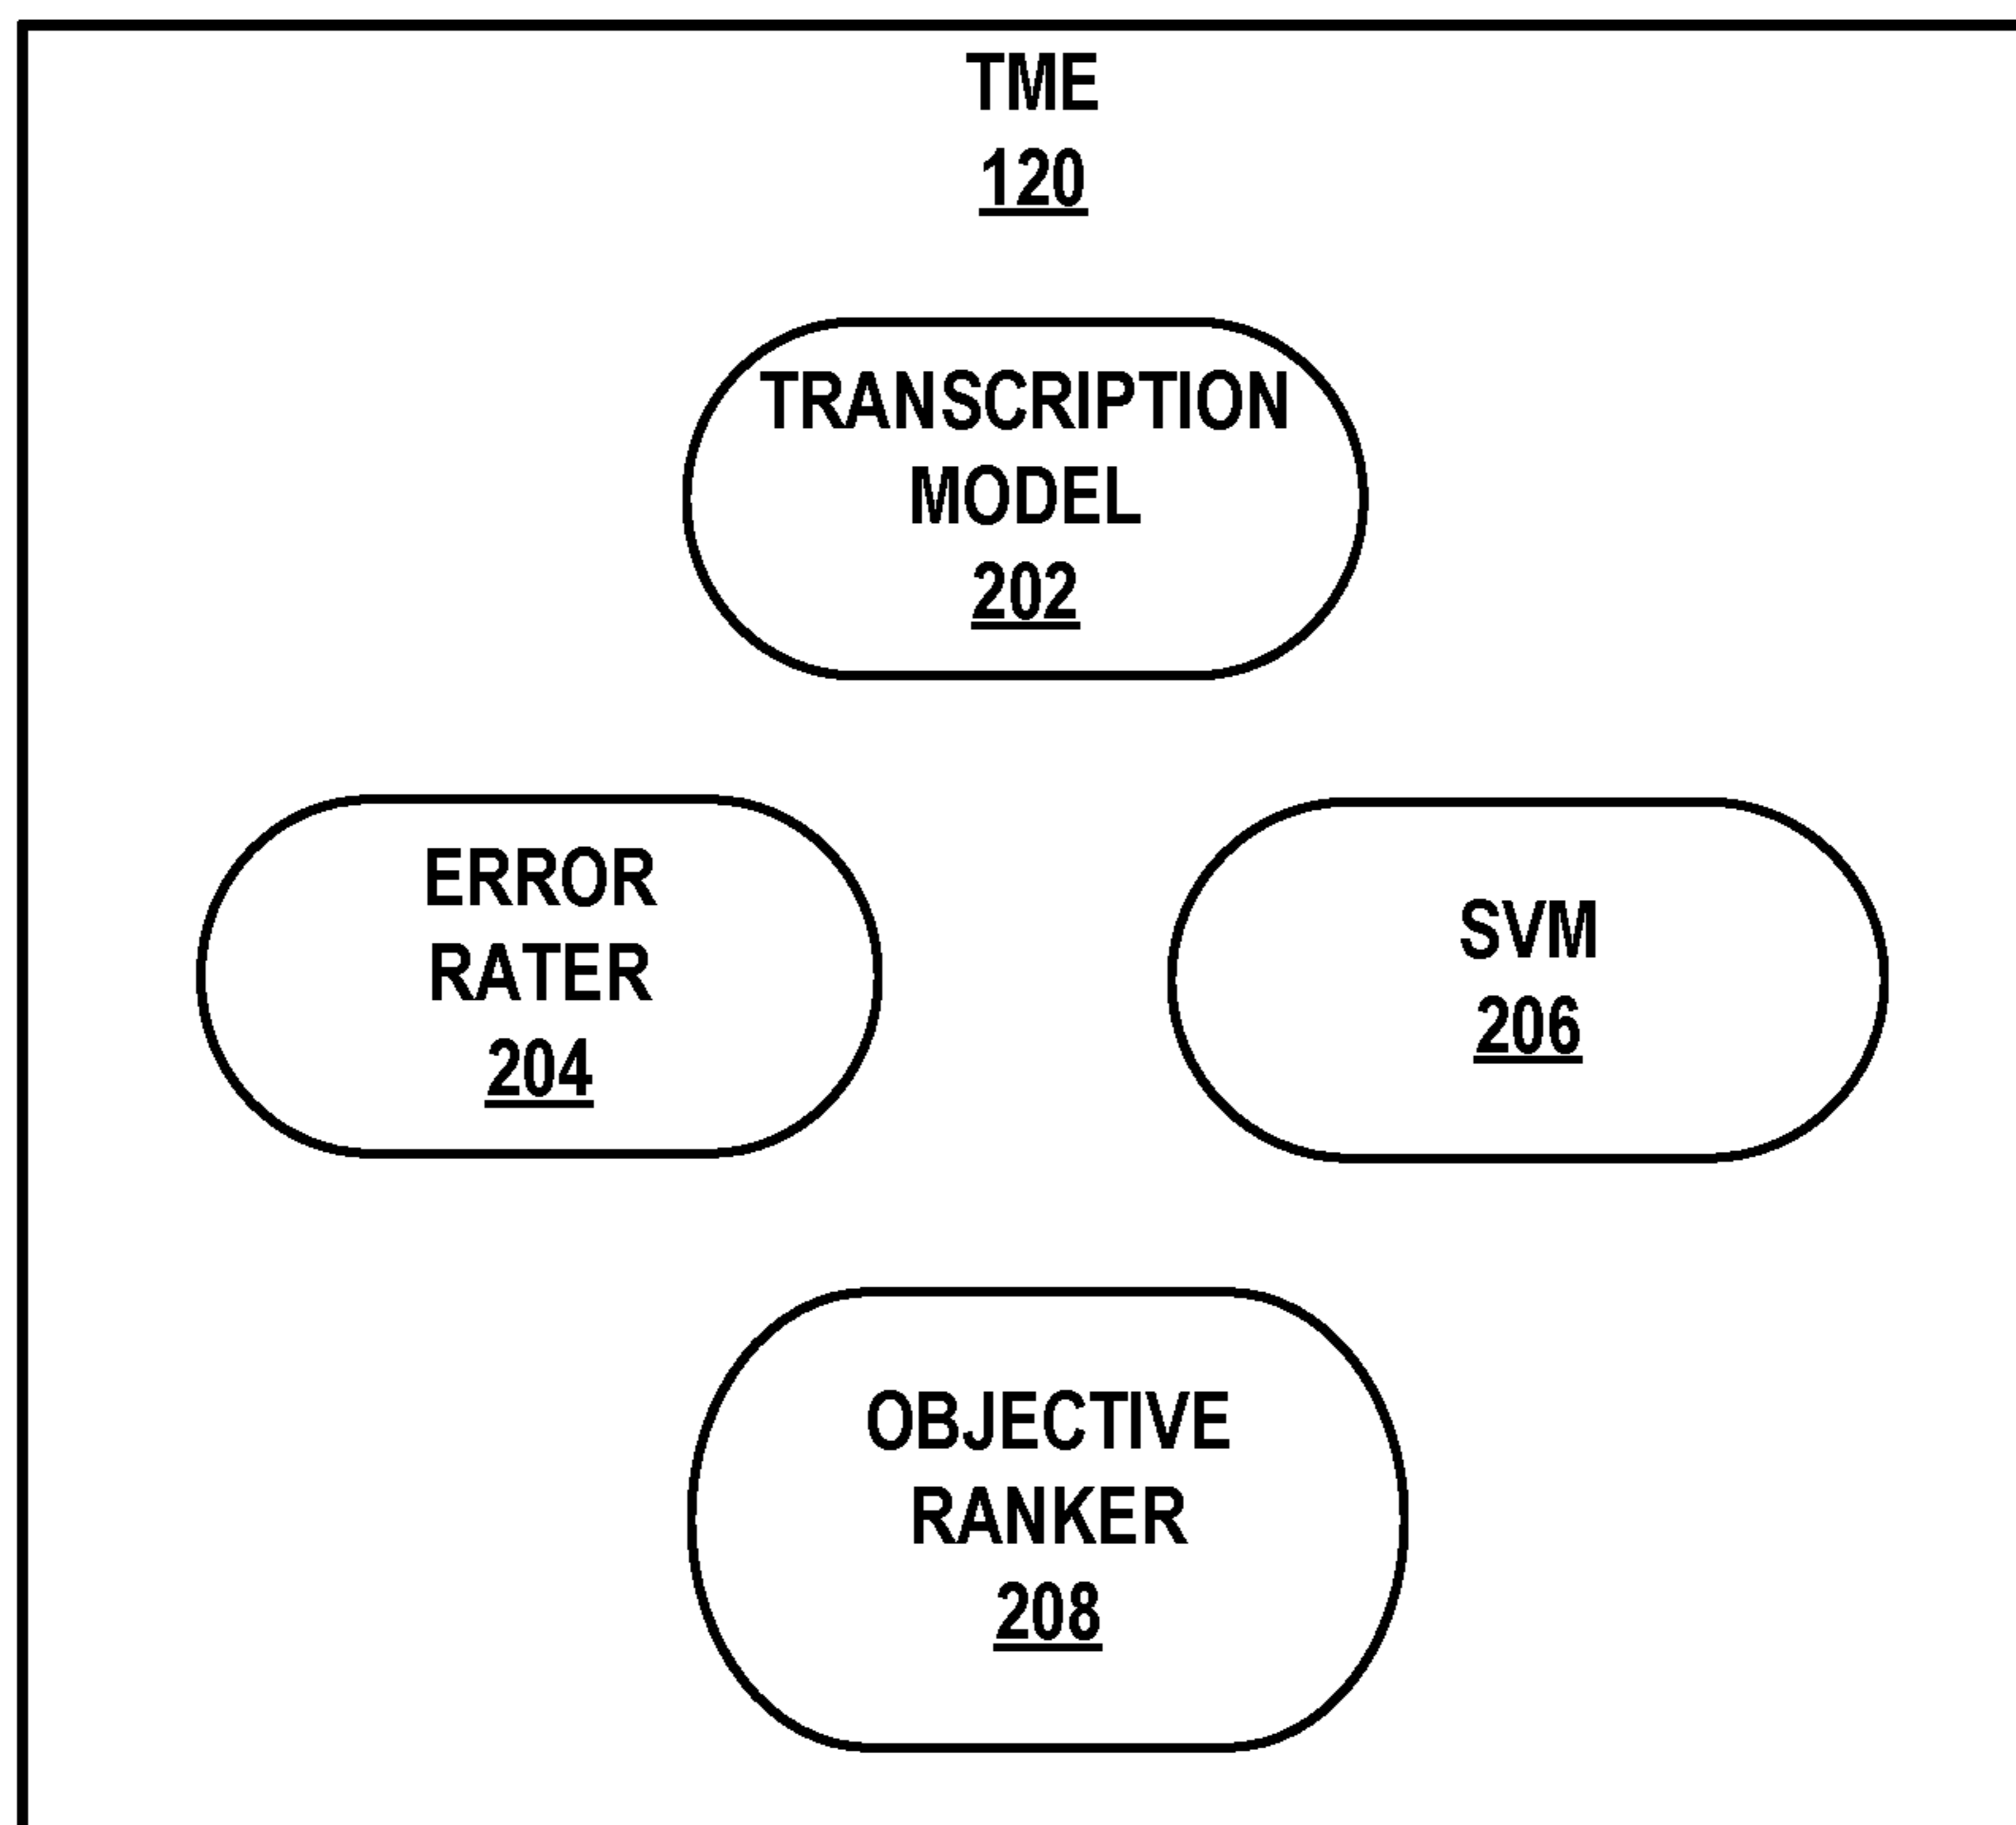 TME
120
TRANSCRIPTION
MODEL
202
ERROR
RATER
204
SVM
206
OBJECTIVE
RANKER
208